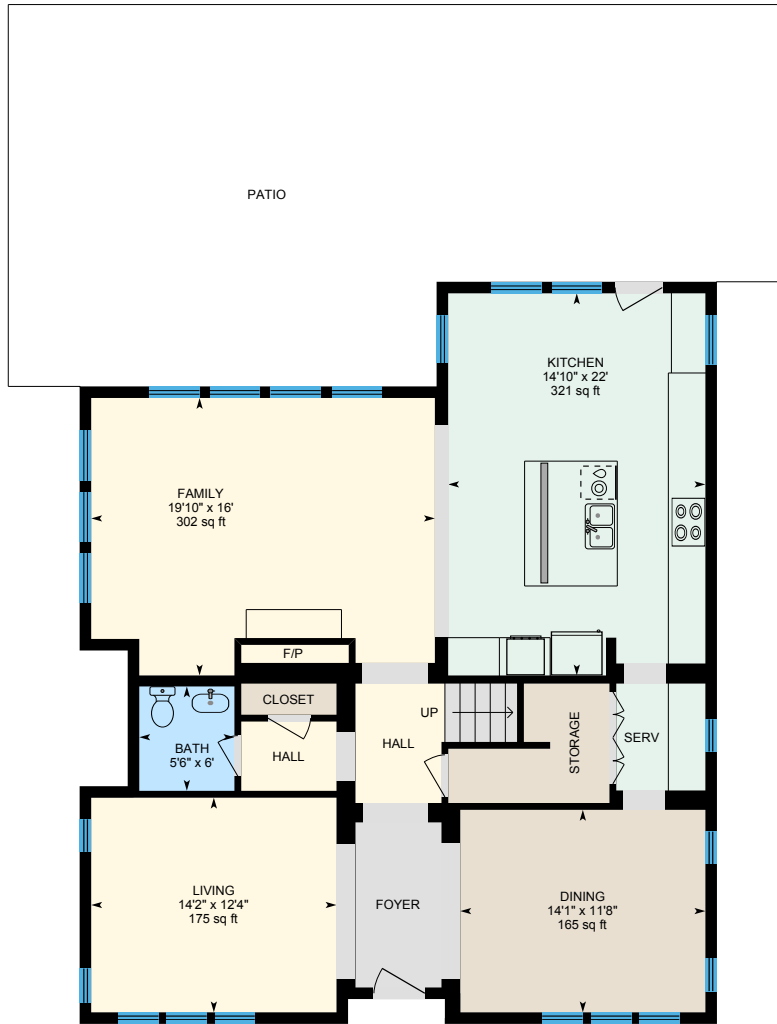 PATIO
KITCHEN
14'10" x 22'
321 sq ft
FAMILY
19'10" x 16'
302 sq ft
F/P
CLOSET
UP
STORAGE
BATH
5'6" x 6'
HALL
HALL
SERV
LIVING
14'2" x 12'4"
175 sq ft
FOYER
DINING
14'1" x 11'8"
165 sq ft